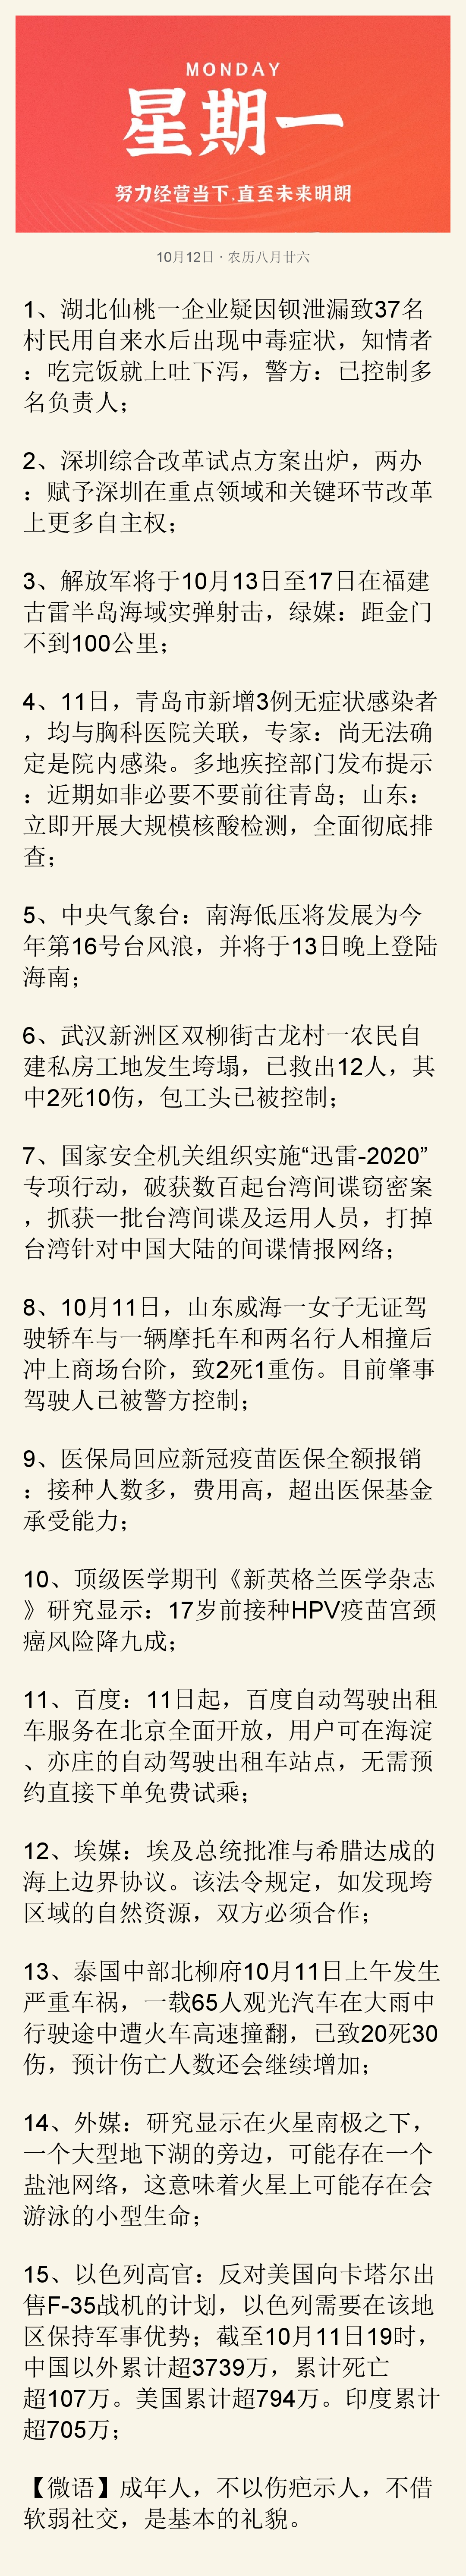 MONDAY
星期一
努力经营当下,直至未来明朗
10月12日 · 农历八月廿六
1、湖北仙桃一企业疑因钡泄漏致37名
村民用自来水后出现中毒症状，知情者
：吃完饭就上吐下泻，警方：已控制多
名负责人；
2、深圳综合改革试点方案出炉，两办
：赋予深圳在重点领域和关键环节改革
上更多自主权；
3、解放军将于10月13日至17日在福建
古雷半岛海域实弹射击，绿媒：距金门
不到100公里；
4、11日，青岛市新增3例无症状感染者
，均与胸科医院关联，专家：尚无法确
定是院内感染。多地疾控部门发布提示
：近期如非必要不要前往青岛；山东：
立即开展大规模核酸检测，全面彻底排
查；
5、中央气象台：南海低压将发展为今
年第16号台风浪，并将于13日晚上登陆
海南；
6、武汉新洲区双柳街古龙村一农民自
建私房工地发生垮塌，已救出12人，其
中2死10伤，包工头已被控制；
7、国家安全机关组织实施“迅雷-2020”
专项行动，破获数百起台湾间谍窃密案
，抓获一批台湾间谍及运用人员，打掉
台湾针对中国大陆的间谍情报网络；
8、10月11日，山东威海一女子无证驾
驶轿车与一辆摩托车和两名行人相撞后
冲上商场台阶，致2死1重伤。目前肇事
驾驶人已被警方控制；
9、医保局回应新冠疫苗医保全额报销
：接种人数多，费用高，超出医保基金
承受能力；
10、顶级医学期刊《新英格兰医学杂志
》研究显示：17岁前接种HPV疫苗宫颈
癌风险降九成；
11、百度：11日起，百度自动驾驶出租
车服务在北京全面开放，用户可在海淀
、亦庄的自动驾驶出租车站点，无需预
约直接下单免费试乘；
12、埃媒：埃及总统批准与希腊达成的
海上边界协议。该法令规定，如发现垮
区域的自然资源，双方必须合作；
13、泰国中部北柳府10月11日上午发生
严重车祸，一载65人观光汽车在大雨中
行驶途中遭火车高速撞翻，已致20死30
伤，预计伤亡人数还会继续增加；
14、外媒：研究显示在火星南极之下，
一个大型地下湖的旁边，可能存在一个
盐池网络，这意味着火星上可能存在会
游泳的小型生命；
15、以色列高官：反对美国向卡塔尔出
售F-35战机的计划，以色列需要在该地
区保持军事优势；截至10月11日19时，
中国以外累计超3739万，累计死亡
超107万。美国累计超794万。印度累计
超705万；
【微语】成年人，不以伤疤示人，不借
软弱社交，是基本的礼貌。